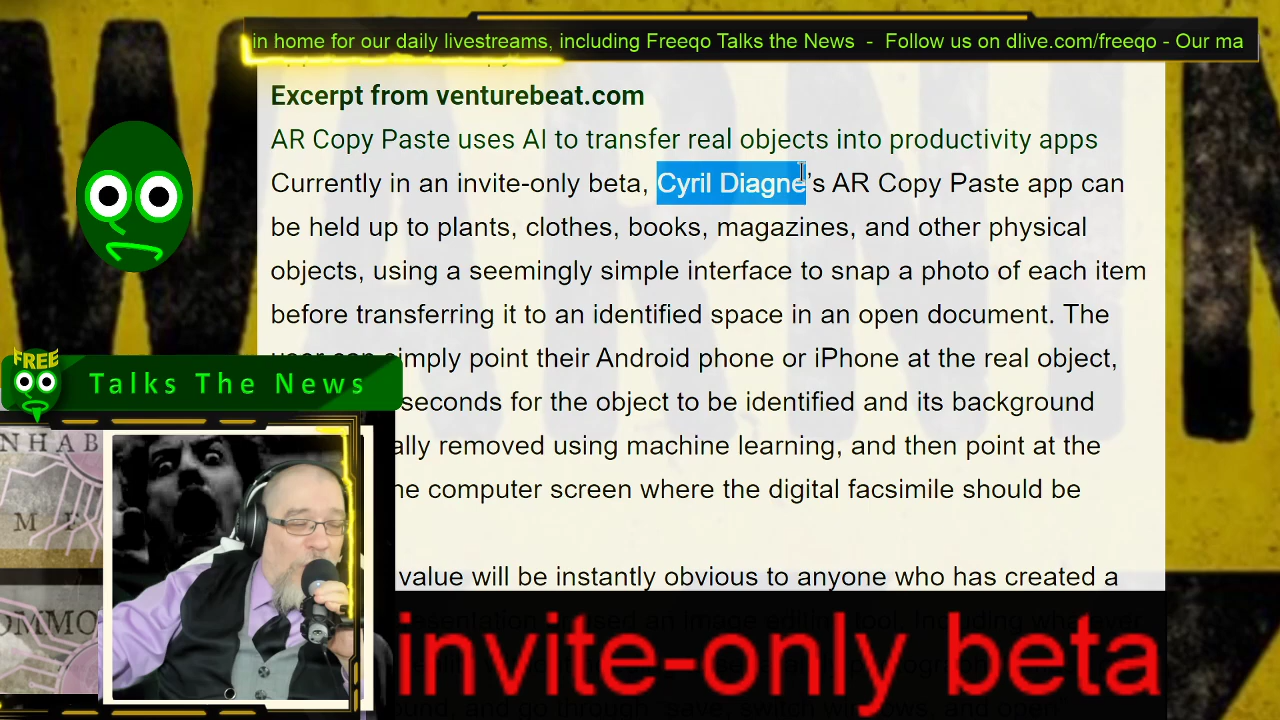 in home for our daily livestreams, including Freeqo Talks the News - Follow us on dlive.com/freeqo - Our ma
Excerpt from venturebeat.com
AR Copy Paste uses AI to transfer real objects into productivity apps
Currently in an invite-only beta, Cyril Diagne's AR Copy Paste app can
be held up to plants, clothes, books, magazines, and other physical
objects, using a seemingly simple interface to snap a photo of each item
before transferring it to an identified space in an open document. The
user can simply point their Android phone or iPhone at the real object,
seconds for the object to be identified and its background
ally removed using machine learning, and then point at the
computer screen where the digital facsimile should be
value will be instantly obvious to anyone who has created a
FREE
Talks The News
NHAB
M E
OMMO
invite-only beta